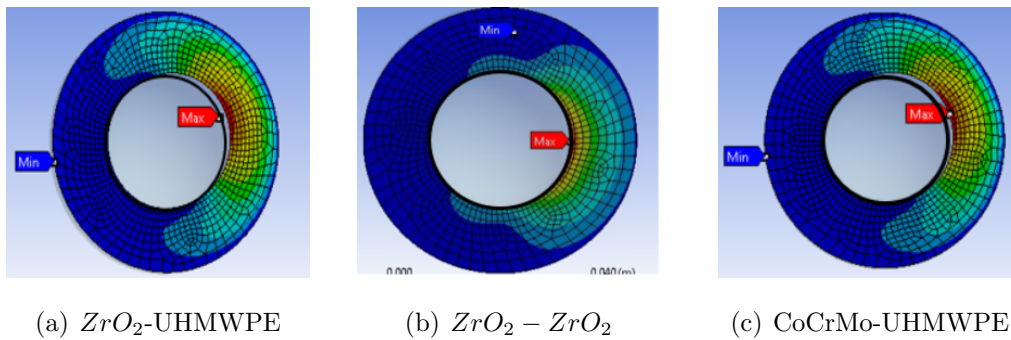 Min
Max
Min
Max
0.000
0.040 (m)
Min
Max
(a) ZrO₂-UHMWPE
(b) ZrO₂ − ZrO₂
(c) CoCrMo-UHMWPE